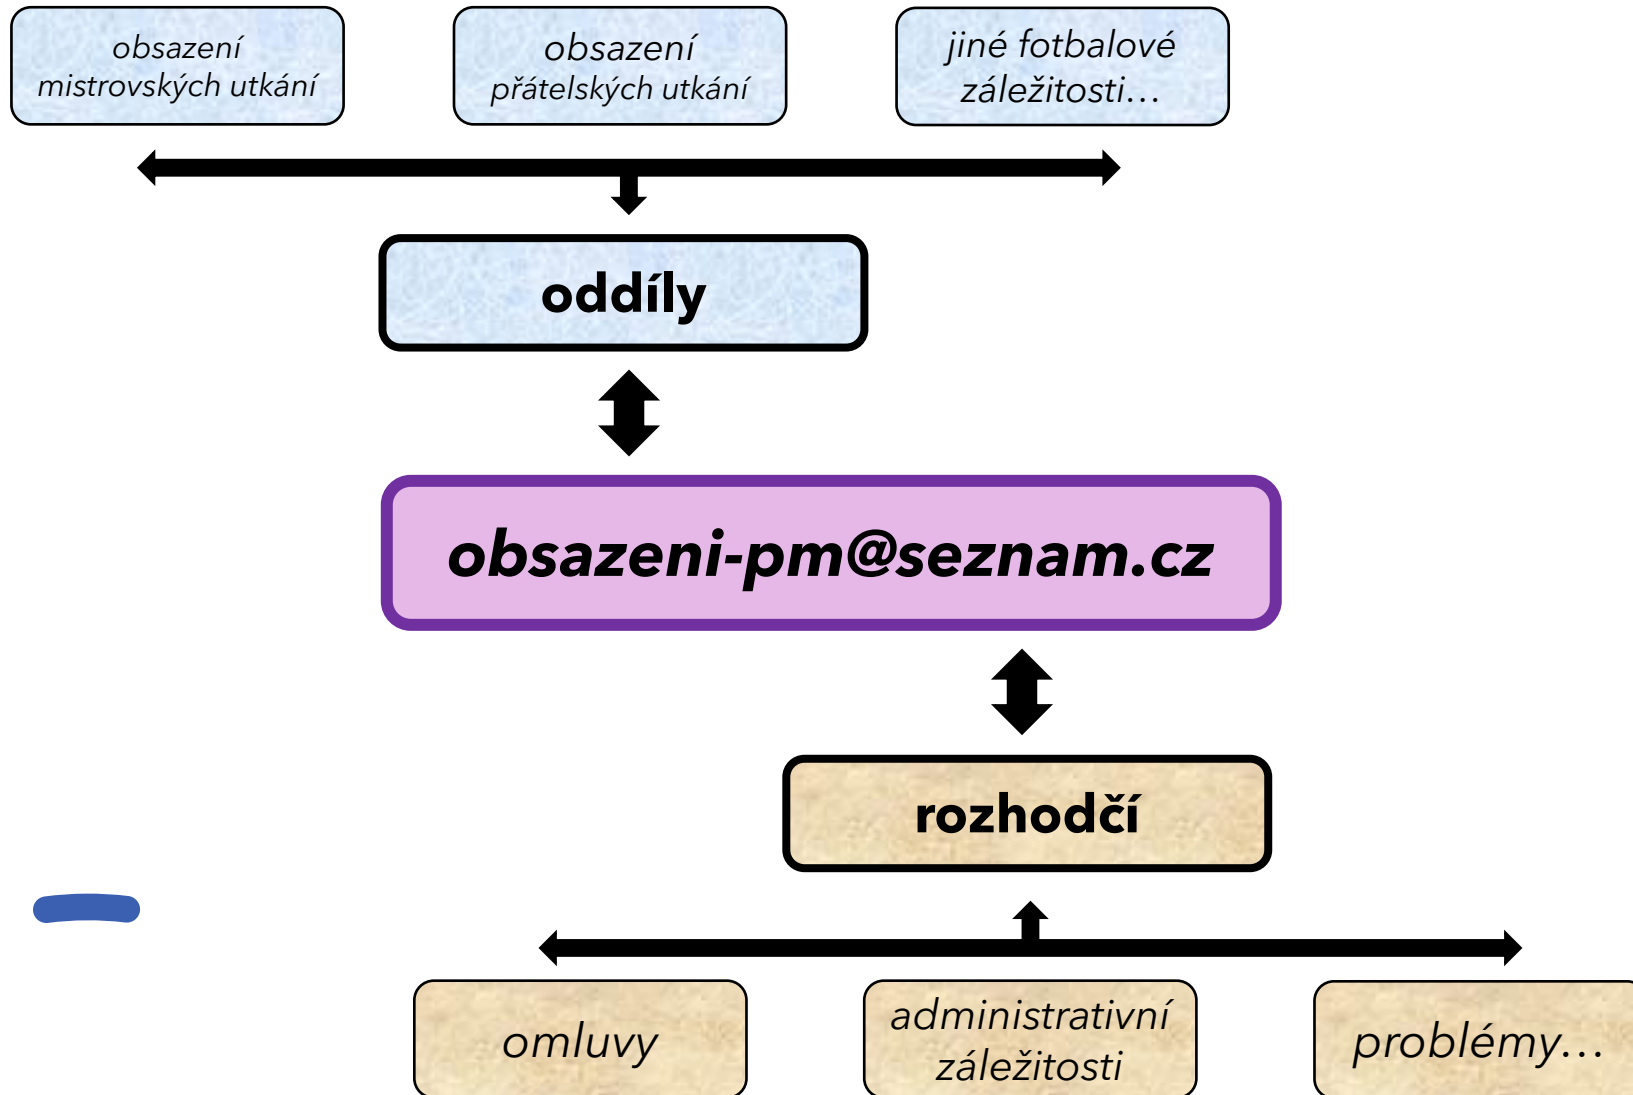 obsazení
mistrovských utkání
obsazení
přátelských utkání
jiné fotbalové
záležitosti...
oddíly
obsazeni-pm@seznam.cz
rozhodčí
omluvy
administrativní
záležitosti
problémy...